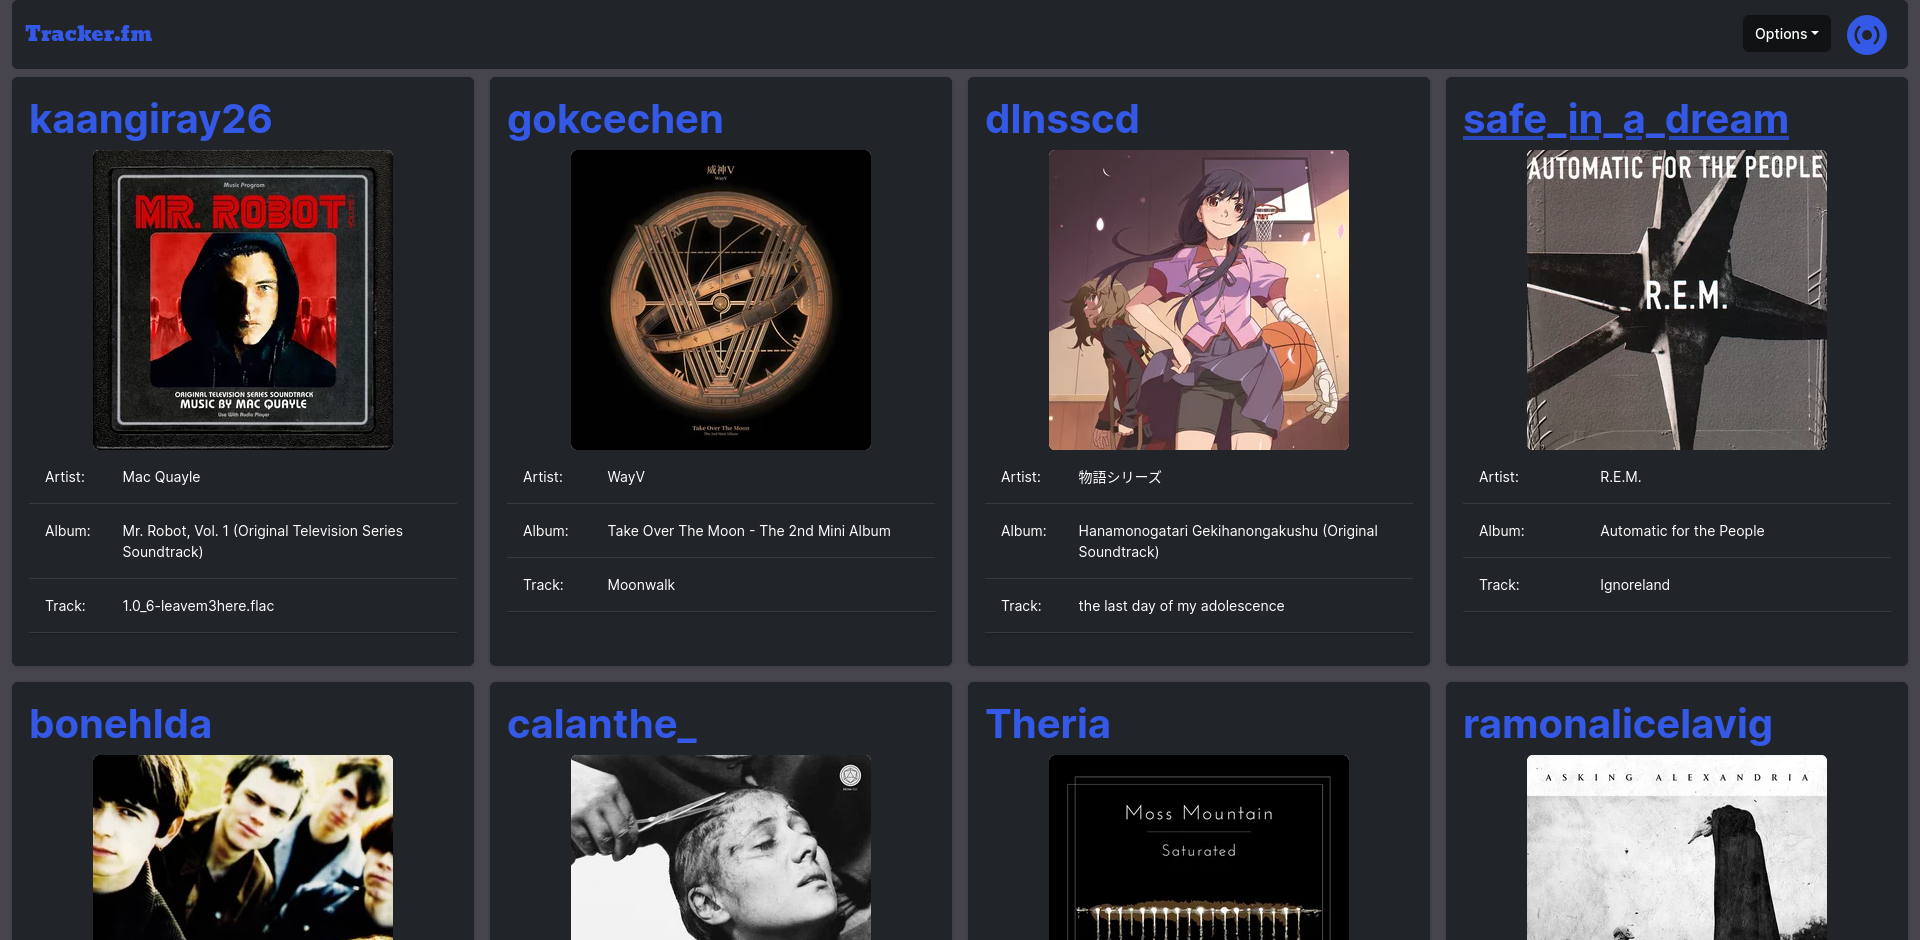 Tracker.fm
Options
kaangiray26
Music Program
MR. ROBOT
ORIGINAL TELEVISION SERIES SOUNDTRACK
MUSIC BY MAC QUAYLE
Use With Audio Player
Artist: Mac Quayle
Album: Mr. Robot, Vol. 1 (Original Television Series
Soundtrack)
Track: 1.0_6-leavem3here.flac
gokcechen
威神V
WayV
Take Over The Moon
The 2nd Mini Album
Artist: WayV
Album: Take Over The Moon - The 2nd Mini Album
Track: Moonwalk
dlnsscd
Artist: 物語シリーズ
Album: Hanamonogatari Gekihanongakushu (Original
Soundtrack)
Track: the last day of my adolescence
safe_in_a_dream
AUTOMATIC FOR THE PEOPLE
R.E.M.
Artist: R.E.M.
Album: Automatic for the People
Track: Ignoreland
bonehlda
calanthe_
Theria
Moss Mountain
Saturated
ramonalicelavig
ASKING ALEXANDRIA